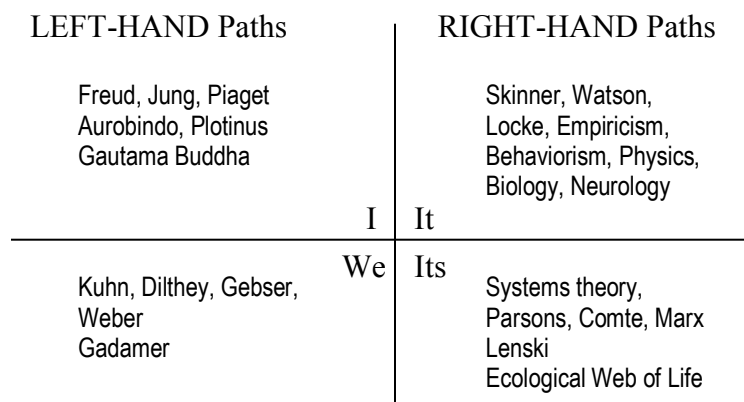 LEFT-HAND Paths
RIGHT-HAND Paths
Freud, Jung, Piaget
Aurobindo, Plotinus
Gautama Buddha
I
Skinner, Watson,
Locke, Empiricism,
Behaviorism, Physics,
Biology, Neurology
It
We
Kuhn, Dilthey, Gebser,
Weber
Gadamer
Its
Systems theory,
Parsons, Comte, Marx
Lenski
Ecological Web of Life